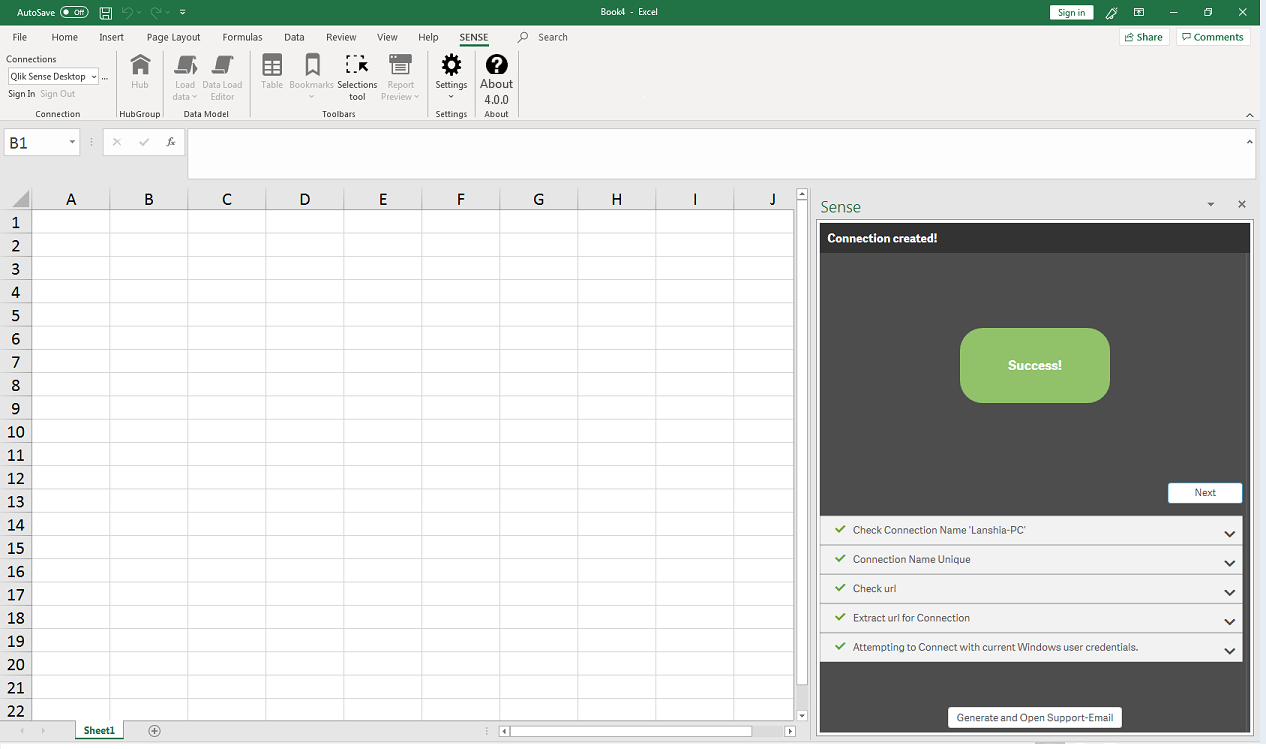 AutoSave Off Book4 - Excel Sign in
File Home Insert Page Layout Formulas Data Review View Help SENSE Search Share Comments
Connections
Qlik Sense Desktop ...
Sign In Sign Out
Connection
Hub
HubGroup
Load data
Data Load Editor
Data Model
Table
Bookmarks
Selections tool
Report Preview
Toolbars
Settings
Settings
About
4.0.0
About
B1 fx
A B C D E F G H I J
1
2
3
4
5
6
7
8
9
10
11
12
13
14
15
16
17
18
19
20
21
22
Sheet1
Sense
Connection created!
Success!
Next
Check Connection Name 'Lanshia-PC'
Connection Name Unique
Check url
Extract url for Connection
Attempting to Connect with current Windows user credentials.
Generate and Open Support-Email